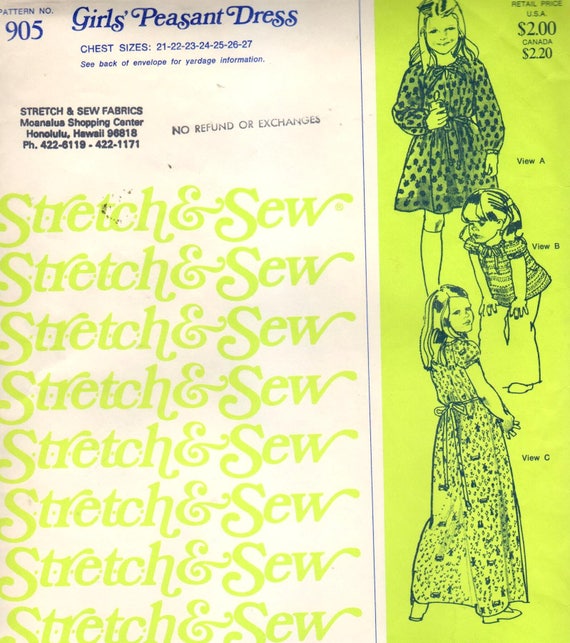 PATTERN NO.
905
Girls' Peasant Dress
CHEST SIZES: 21-22-23-24-25-26-27
See back of envelope for yardage information.
RETAIL PRICE
U.S.A.
$2.00
CANADA
$2.20
STRETCH & SEW FABRICS
Moanalua Shopping Center
Honolulu, Hawaii 96818
Ph. 422-6119 - 422-1171
NO REFUND OR EXCHANGES
View A
View B
View C
Stretch & Sew®
Stretch & Sew
Stretch & Sew
Stretch & Sew
Stretch & Sew
Stretch & Sew
Stretch & Sew
Stretch & Sew